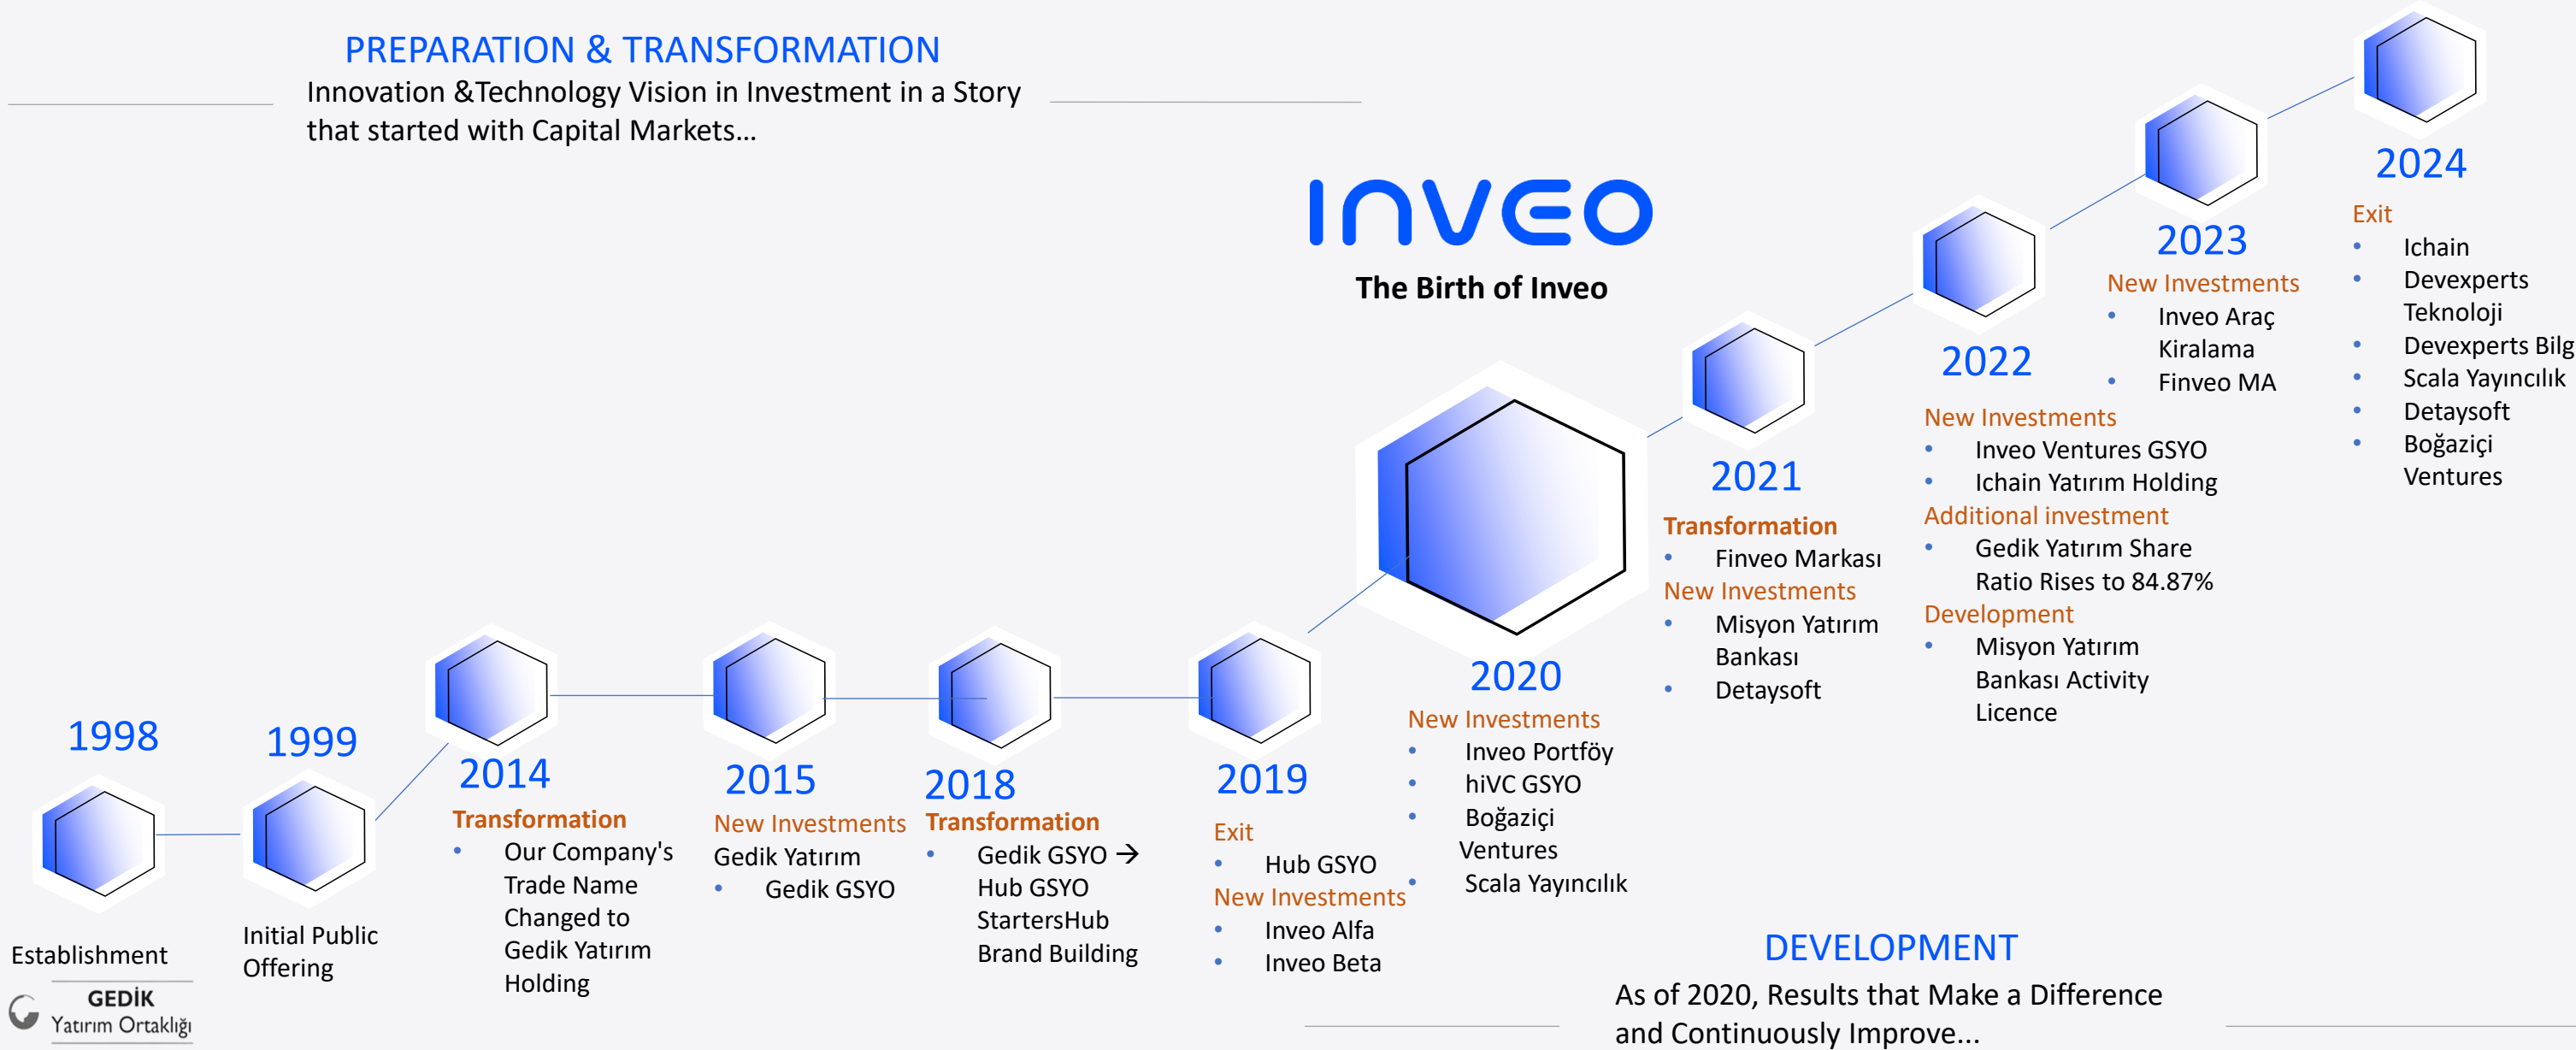 PREPARATION & TRANSFORMATION
Innovation &Technology Vision in Investment in a Story
that started with Capital Markets...
INVEO
The Birth of Inveo
1998
Establishment
GEDİK
Yatırım Ortaklığı
1999
Initial Public
Offering
2014
Transformation
• Our Company's
Trade Name
Changed to
Gedik Yatırım
Holding
2015
New Investments
Gedik Yatırım
• Gedik GSYO
2018
Transformation
• Gedik GSYO →
Hub GSYO
StartersHub
Brand Building
2019
Exit
• Hub GSYO
New Investments
• Inveo Alfa
• Inveo Beta
2020
New Investments
• Inveo Portföy
• hiVC GSYO
• Boğaziçi
Ventures
• Scala Yayıncılık
2021
Transformation
• Finveo Markası
New Investments
• Misyon Yatırım
Bankası
• Detaysoft
2022
New Investments
• Inveo Ventures GSYO
• Ichain Yatırım Holding
Additional investment
• Gedik Yatırım Share
Ratio Rises to 84.87%
Development
• Misyon Yatırım
Bankası Activity
Licence
2023
New Investments
• Inveo Araç
Kiralama
• Finveo MA
2024
Exit
• Ichain
• Devexperts
Teknoloji
• Devexperts Bilg
• Scala Yayıncılık
• Detaysoft
• Boğaziçi
Ventures
DEVELOPMENT
As of 2020, Results that Make a Difference
and Continuously Improve...